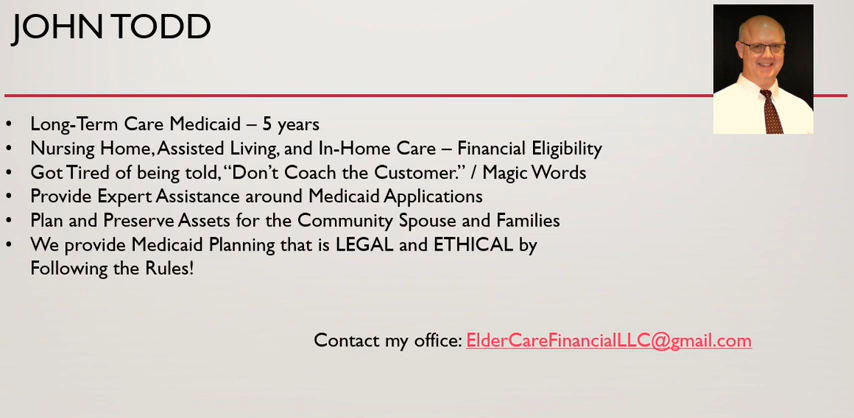 JOHN TODD
• Long-Term Care Medicaid – 5 years
• Nursing Home, Assisted Living, and In-Home Care – Financial Eligibility
• Got Tired of being told, “Don’t Coach the Customer.” / Magic Words
• Provide Expert Assistance around Medicaid Applications
• Plan and Preserve Assets for the Community Spouse and Families
• We provide Medicaid Planning that is LEGAL and ETHICAL by
Following the Rules!
Contact my office: ElderCareFinancialLLC@gmail.com